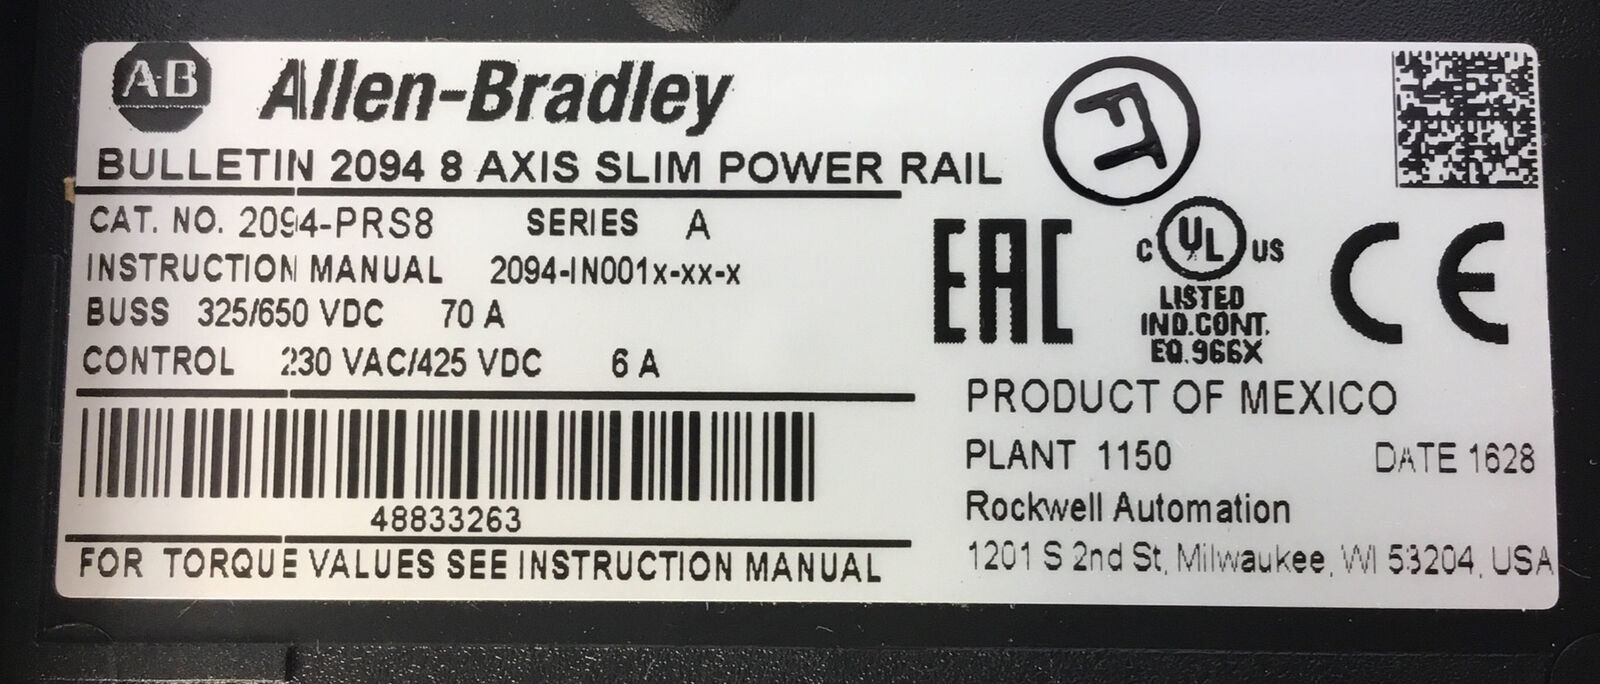 AB Allen-Bradley
BULLETIN 2094 8 AXIS SLIM POWER RAIL
CAT. NO. 2094-PRS8 SERIES A
INSTRUCTION MANUAL 2094-IN001x-xx-x
BUSS 325/650 VDC 70 A
CONTROL 230 VAC/425 VDC 6 A
48833263
FOR TORQUE VALUES SEE INSTRUCTION MANUAL
FT
EAC
C UL US
LISTED
IND.CONT.
EQ.966X
CE
PRODUCT OF MEXICO
PLANT 1150 DATE 1628
Rockwell Automation
1201 S 2nd St, Milwaukee, WI 53204, USA